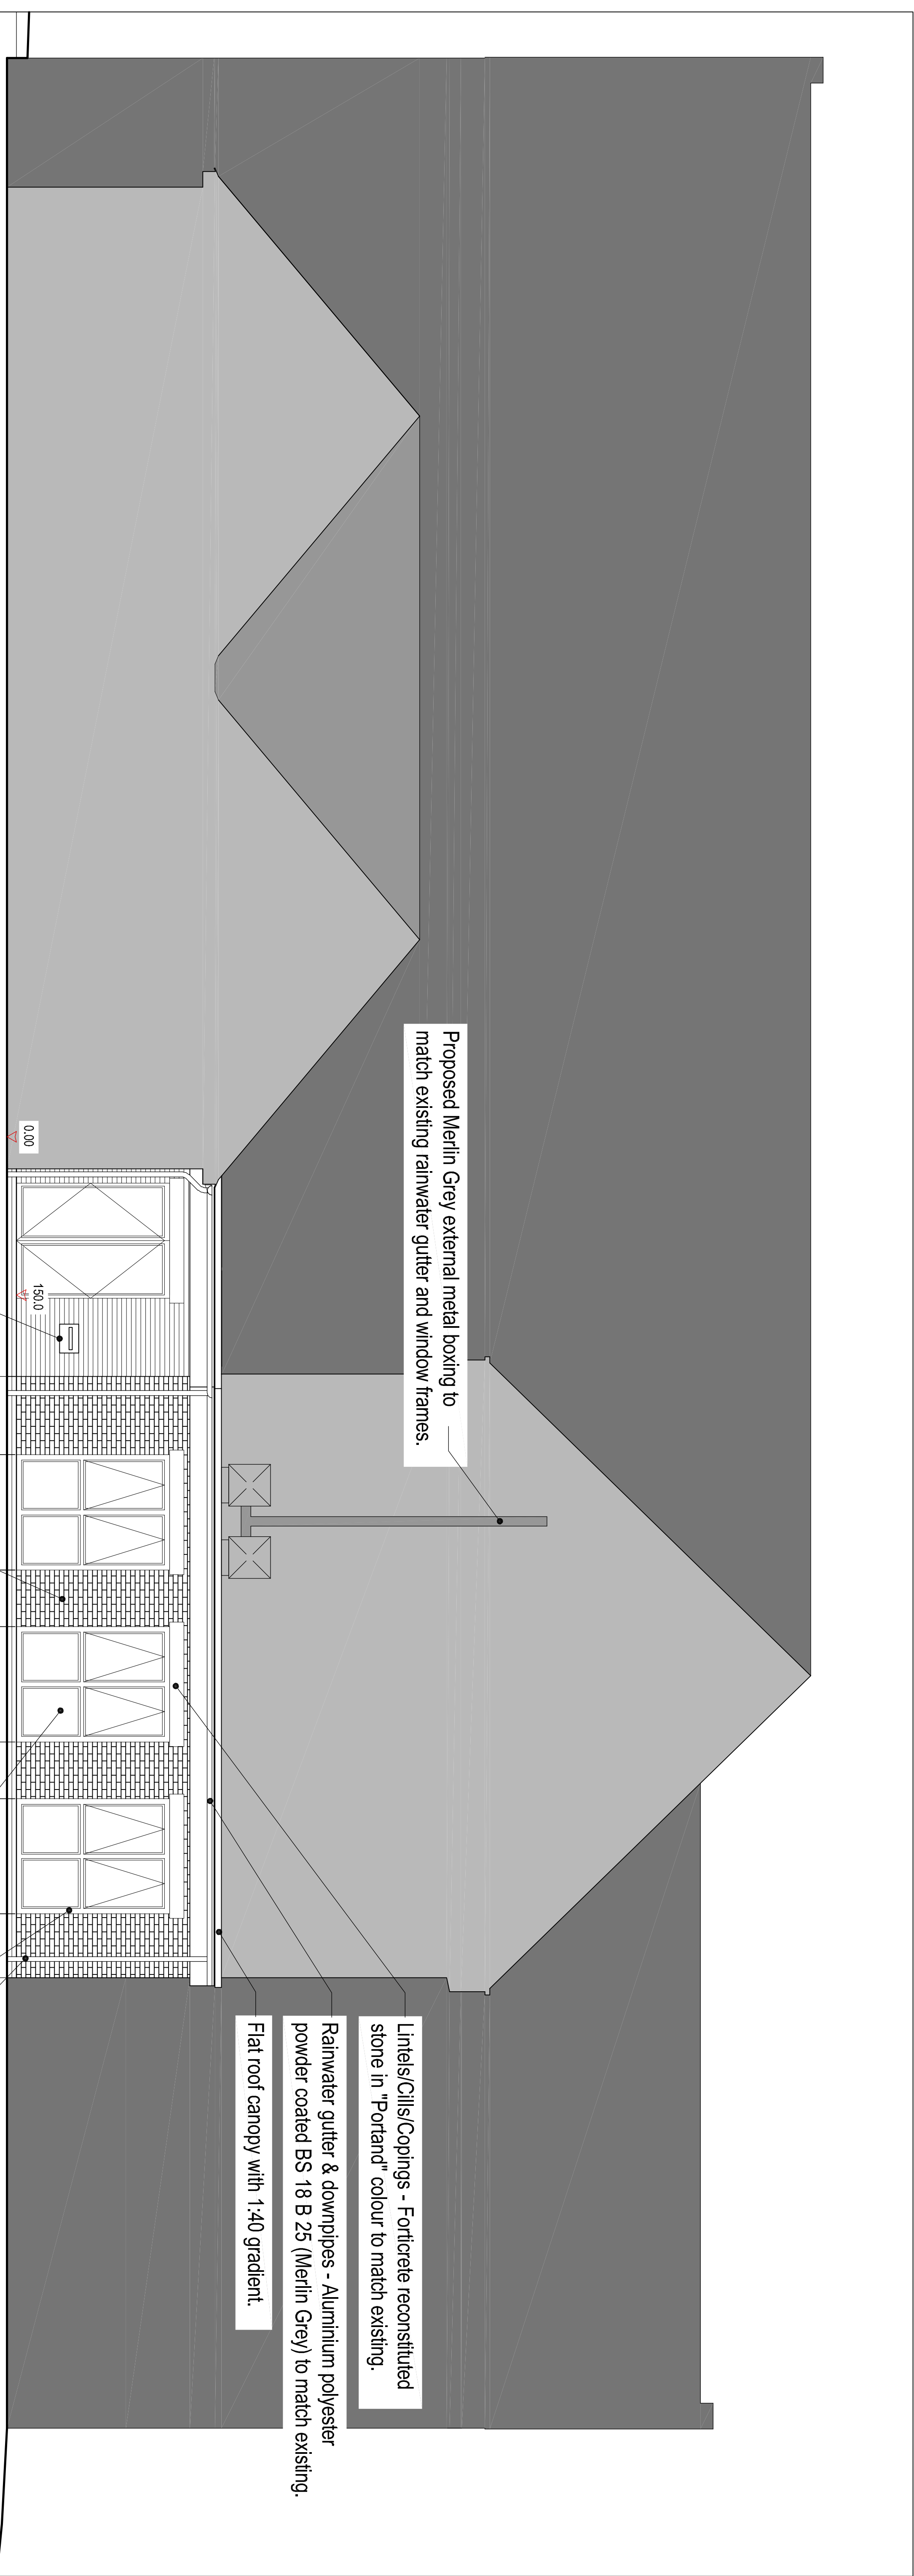 Proposed Merlin Grey external metal boxing to
match existing rainwater gutter and window frames.
Lintels/Cills/Copings - Forticrete reconstituted
stone in "Portand" colour to match existing.
Rainwater gutter & downpipes - Aluminium polyester
powder coated BS 18 B 25 (Merlin Grey) to match existing.
Flat roof canopy with 1:40 gradient.
0.00
150.0